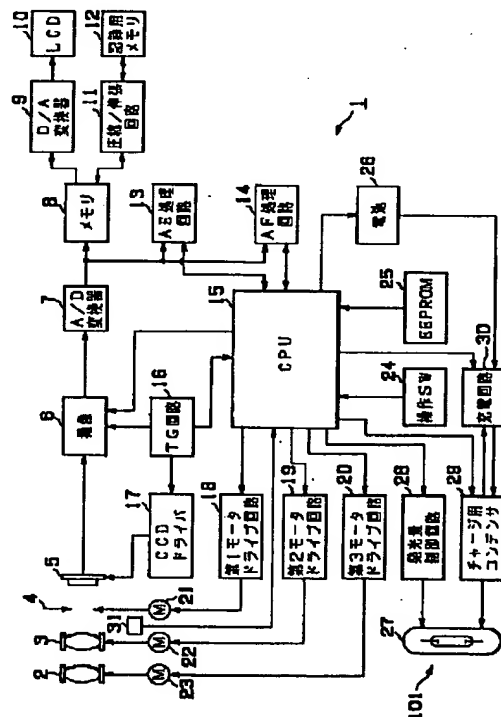 10
LCD
12
記録用
メモリ
9
D/A
変換器
11
圧縮/伸張
回路
8
メモリ
13
AE処理
回路
14
AF処理
回路
1
7
A/D
変換器
6
撮像
15
CPU
26
電池
25
EEPROM
24
操作SW
30
充電回路
16
TG回路
17
CCD
ドライバ
18
第1モータ
ドライブ回路
19
第2モータ
ドライブ回路
20
第3モータ
ドライブ回路
28
発光量
制御回路
29
チャージ用
コンデンサ
5
4
3
2
31
M
21
M
22
M
23
27
101